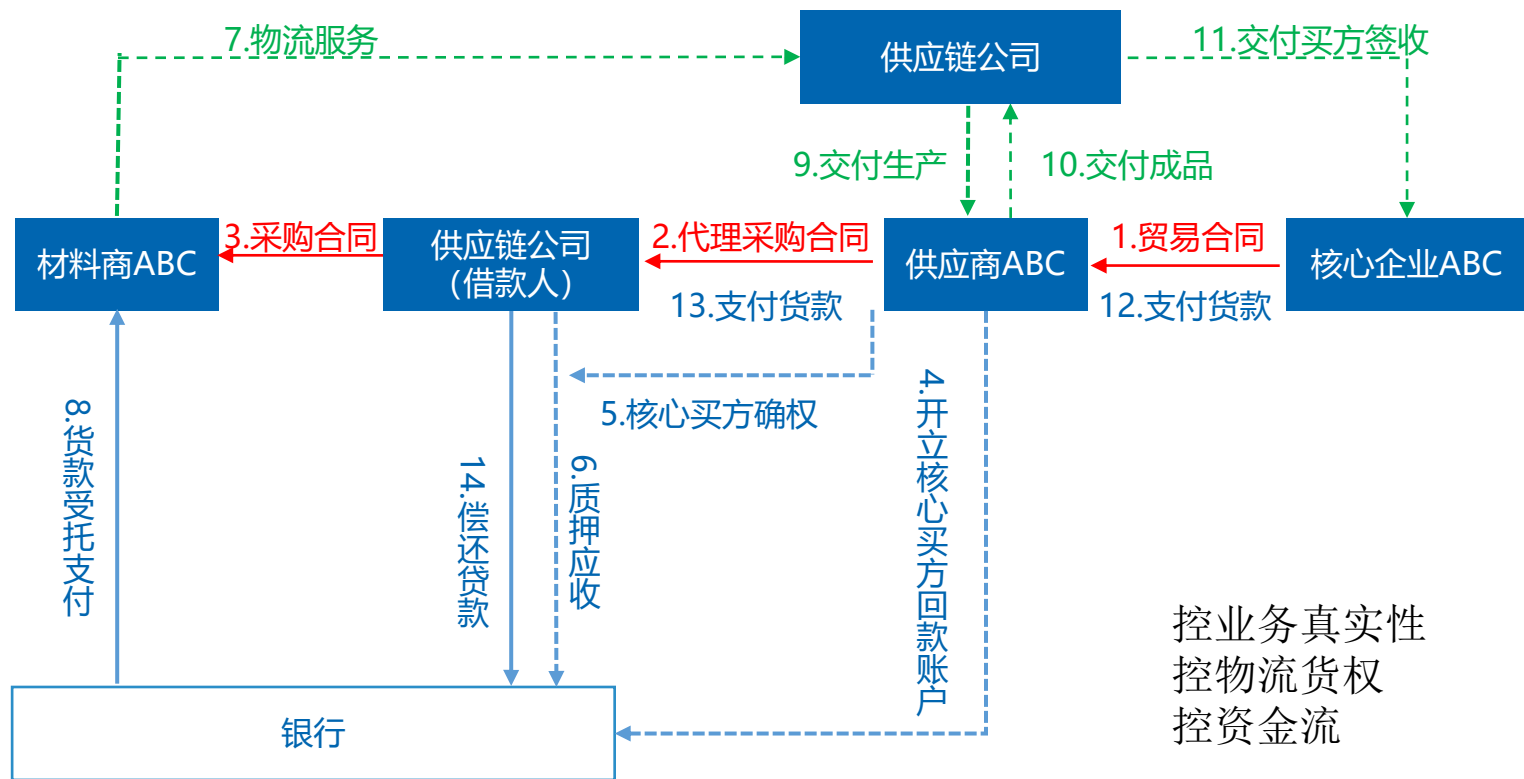 7.物流服务
供应链公司
11.交付买方签收
9.交付生产
10.交付成品
材料商ABC
3.采购合同
供应链公司
（借款人）
2.代理采购合同
供应商ABC
1.贸易合同
核心企业ABC
13.支付货款
12.支付货款
5.核心买方确权
8.货款受托支付
14.偿还贷款
6.质押应收
4.开立核心买方回款账户
银行
控业务真实性
控物流货权
控资金流